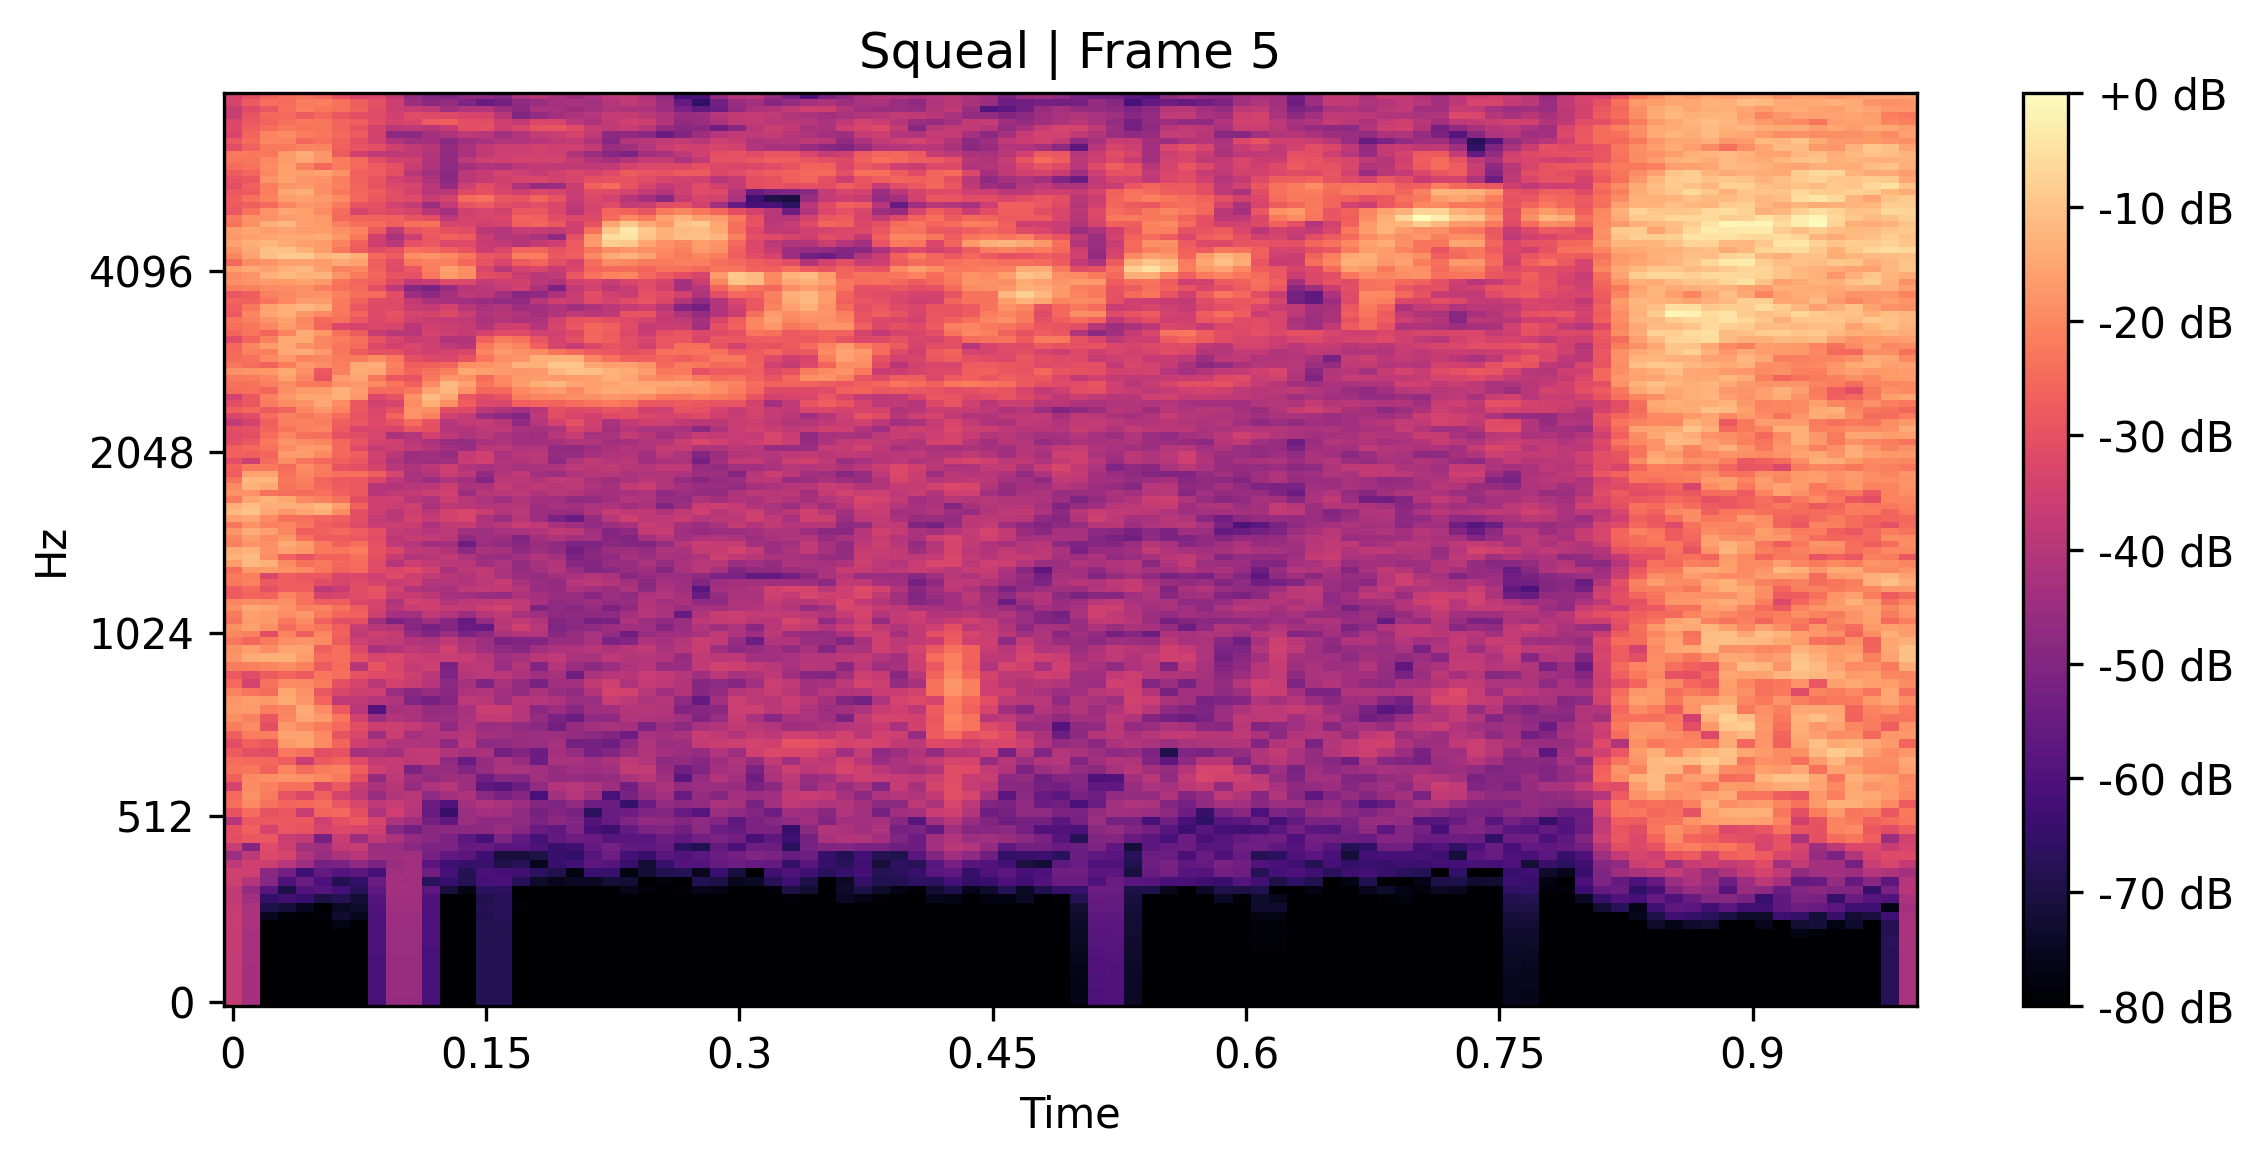 Squeal | Frame 5
Hz
4096
2048
1024
512
0
0 0.15 0.3 0.45 0.6 0.75 0.9
Time
+0 dB
-10 dB
-20 dB
-30 dB
-40 dB
-50 dB
-60 dB
-70 dB
-80 dB